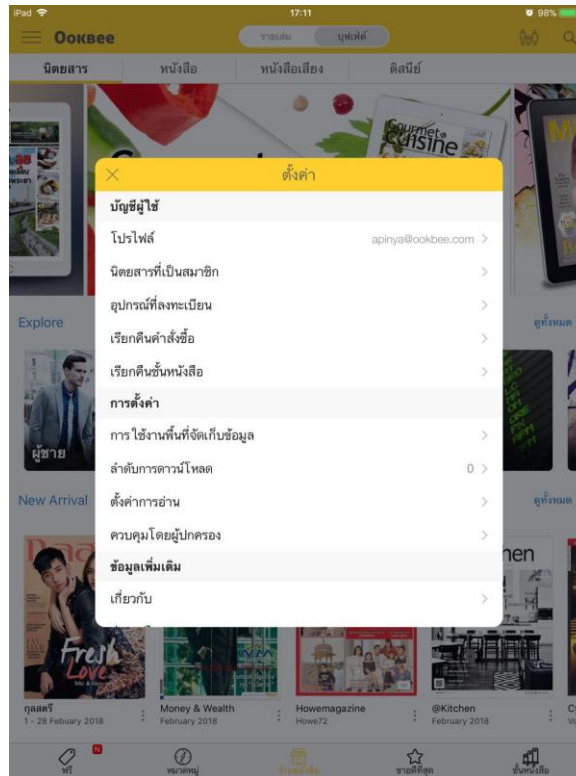 iPad
17:11
98%
OOKBEE
รายเล่ม
บุฟเฟ่ต์
นิตยสาร
หนังสือ
หนังสือเสียง
ดิสนีย์
Gourmet
Cuisine
ตั้งค่า
บัญชีผู้ใช้
โปรไฟล์
apinya@ookbee.com
นิตยสารที่เป็นสมาชิก
อุปกรณ์ที่ลงทะเบียน
เรียกคืนคำสั่งซื้อ
เรียกคืนชั้นหนังสือ
การตั้งค่า
การใช้งานพื้นที่จัดเก็บข้อมูล
ลำดับการดาวน์โหลด
0
ตั้งค่าการอ่าน
ควบคุมโดยผู้ปกครอง
ข้อมูลเพิ่มเติม
เกี่ยวกับ
Explore
ดูทั้งหมด
ผู้ชาย
New Arrival
ดูทั้งหมด
Fresh
Love
กุลสตรี
1 - 28 Febuary 2018
Money & Wealth
February 2018
Howemagazine
Howe72
@Kitchen
February 2018
N
ฟรี
หมวดหมู่
ร้านหนังสือ
ขายดีที่สุด
ชั้นหนังสือ